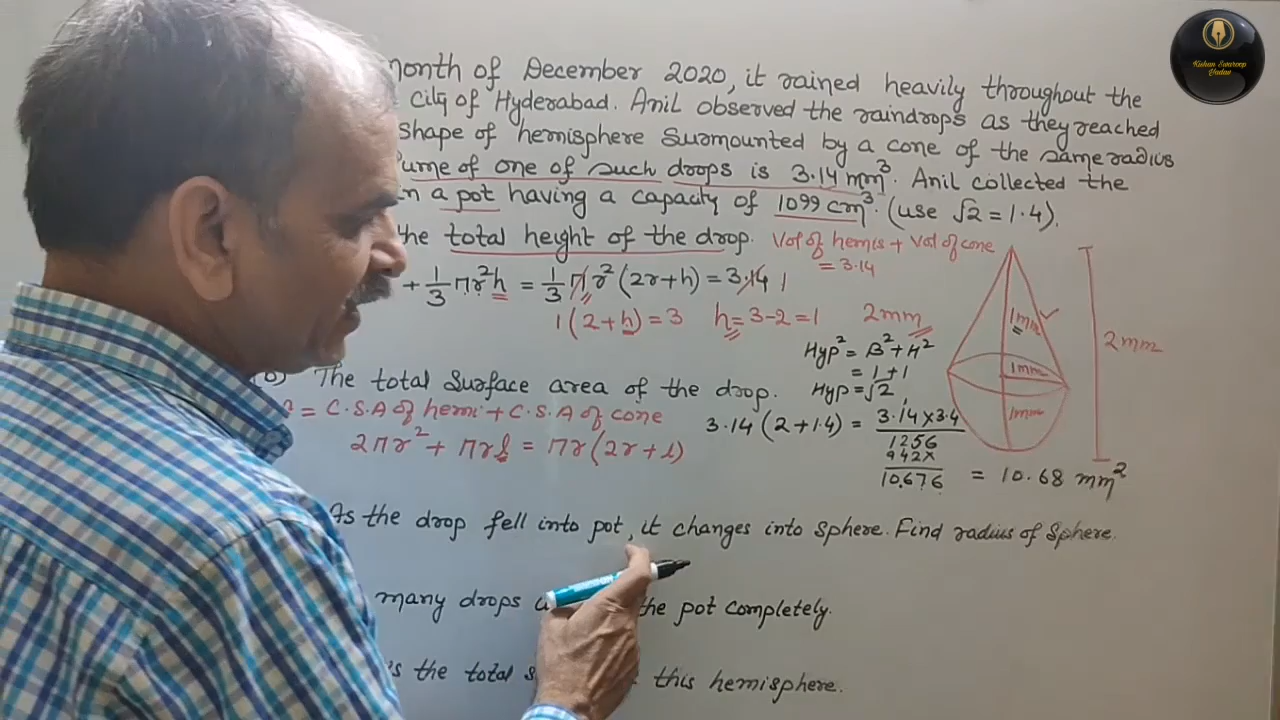 month of December 2020, it rained heavily throughout the
city of Hyderabad. Anil observed the raindrops as they reached
shape of hemisphere surmounted by a cone of the same radius
ume of one of such drops is 3.14 mm³. Anil collected the
in a pot having a capacity of 1099 cm³. (use √2 = 1.4).
the total height of the drop. Vol of hemis + Vol of cone
= 3.14
+ 1/3 πr²h = 1/3 πr²(2r+h) = 3.14 1
1(2+h) = 3 h = 3-2 = 1 2mm
Hyp² = B² + H²
= 1 + 1
Hyp = √2
1mm
1mm
1mm
2mm
The total surface area of the drop.
= C.S.A of hemi + C.S.A of cone
2πr² + πrl = πr(2r+l)
3.14(2+1.4) = 3.14×3.4
1256
942×
10.676 = 10.68 mm²
As the drop fell into pot, it changes into sphere. Find radius of sphere.
many drops the pot completely.
the total this hemisphere.
Kishan Swaroop
Yadav